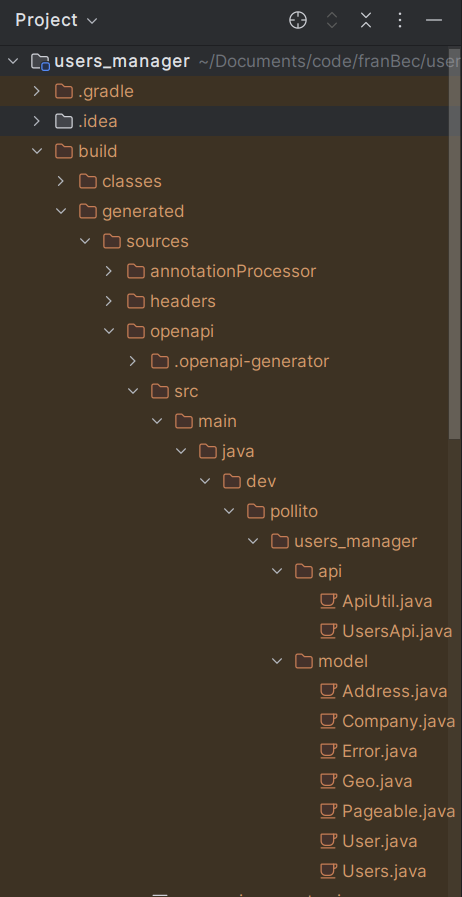 Project
users_manager ~/Documents/code/franBec/user
.gradle
.idea
build
classes
generated
sources
annotationProcessor
headers
openapi
.openapi-generator
src
main
java
dev
pollito
users_manager
api
ApiUtil.java
UsersApi.java
model
Address.java
Company.java
Error.java
Geo.java
Pageable.java
User.java
Users.java